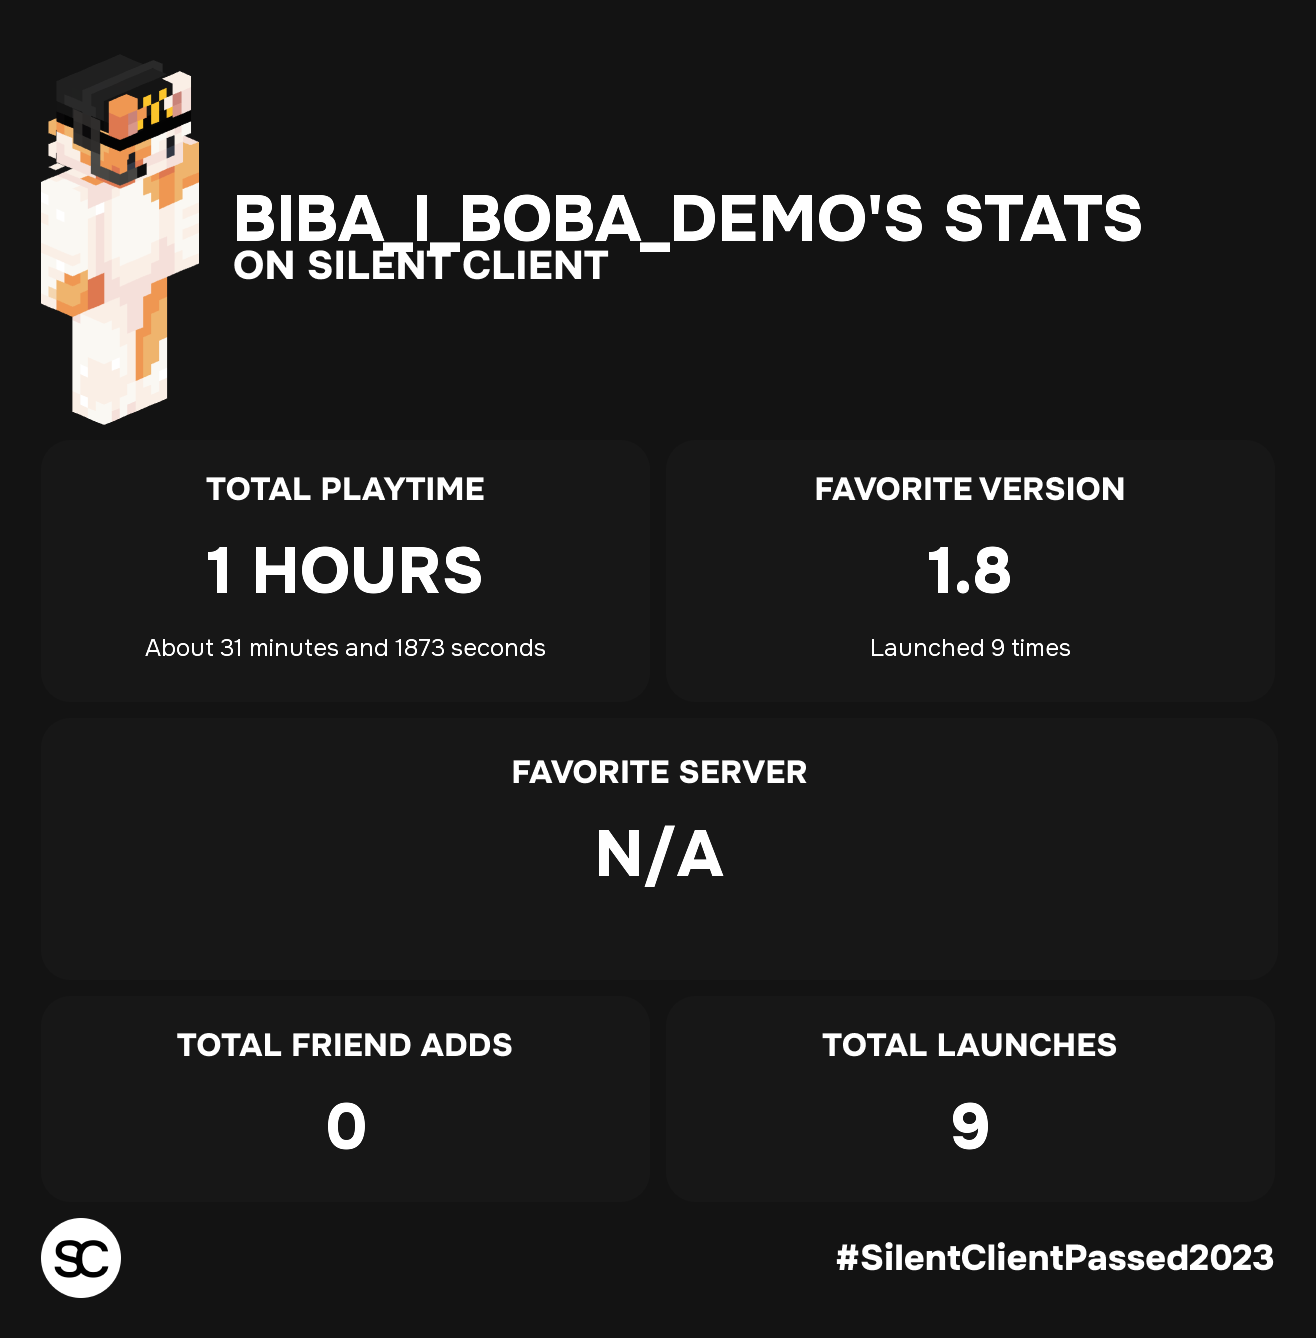 BIBA_I_BOBA_DEMO'S STATS
ON SILENT CLIENT
TOTAL PLAYTIME
1 HOURS
About 31 minutes and 1873 seconds
FAVORITE VERSION
1.8
Launched 9 times
FAVORITE SERVER
N/A
TOTAL FRIEND ADDS
0
TOTAL LAUNCHES
9
SC
#SilentClientPassed2023